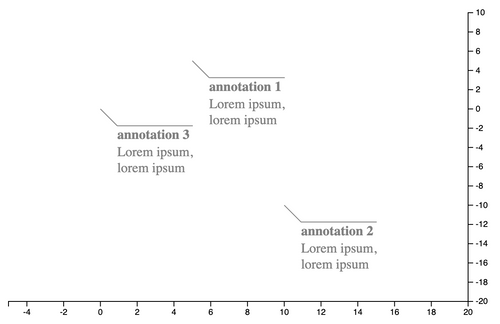 10
8
6
4
2
0
-2
-4
-6
-8
-10
-12
-14
-16
-18
-20
annotation 1
Lorem ipsum,
lorem ipsum
annotation 3
Lorem ipsum,
lorem ipsum
annotation 2
Lorem ipsum,
lorem ipsum
-4 -2 0 2 4 6 8 10 12 14 16 18 20